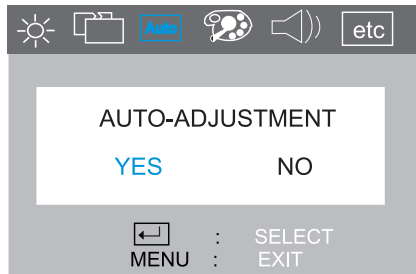 Auto etc
AUTO-ADJUSTMENT
YES NO
: SELECT
MENU : EXIT